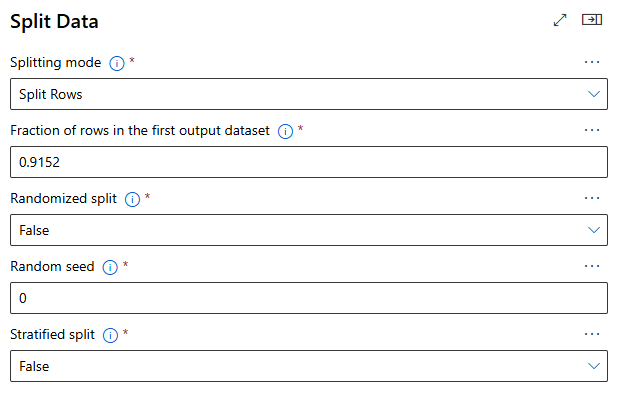 Split Data
Splitting mode *
Split Rows
Fraction of rows in the first output dataset *
0.9152
Randomized split *
False
Random seed *
0
Stratified split *
False